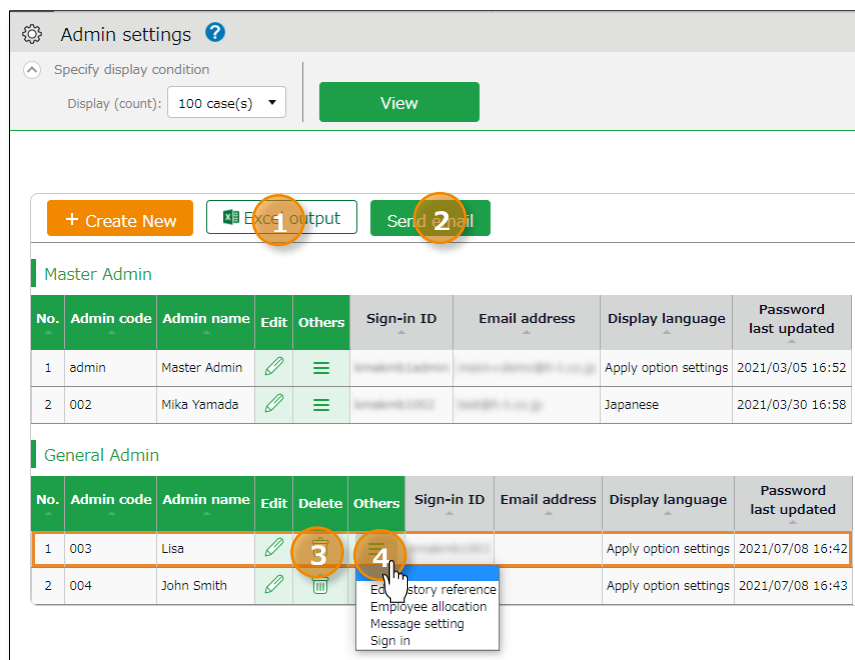 Admin settings ?
Specify display condition
Display (count): 100 case(s) View
+ Create New Excel output 1 Send email 2
Master Admin
No. Admin code Admin name Edit Others Sign-in ID Email address Display language Password last updated
1 admin Master Admin Apply option settings 2021/03/05 16:52
2 002 Mika Yamada Japanese 2021/03/30 16:58
General Admin
No. Admin code Admin name Edit Delete Others Sign-in ID Email address Display language Password last updated
1 003 Lisa 3 4 Apply option settings 2021/07/08 16:42
2 004 John Smith Apply option settings 2021/07/08 16:43
reference
Employee allocation
Message setting
Sign in